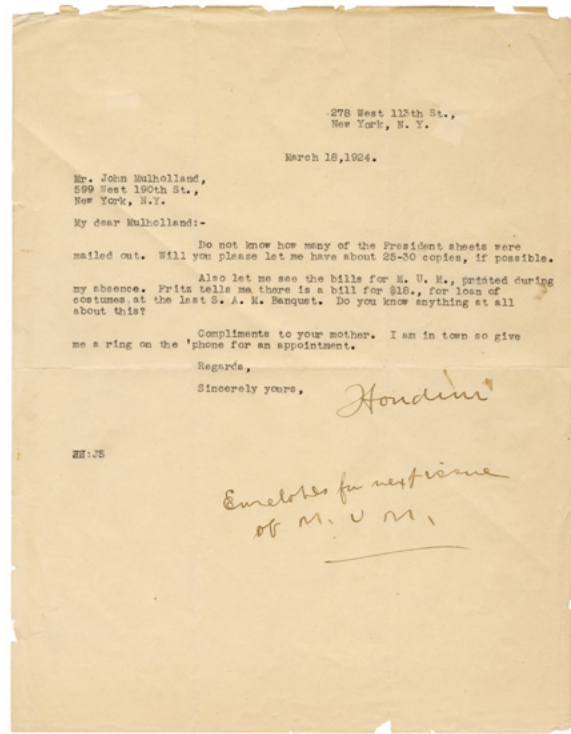 278 West 113th St.,
New York, N. Y.
March 18,1924.
Mr. John Mulholland,
599 West 190th St.,
New York, N.Y.
My dear Mulholland:-
Do not know how many of the President sheets were
mailed out. Will you please let me have about 25-30 copies, if possible.
Also let me see the bills for M. U. M., printed during
my absence. Fritz tells me there is a bill for $18., for loan of
costumes at the last S. A. M. Banquet. Do you know anything at all
about this?
Compliments to your mother. I am in town so give
me a ring on the 'phone for an appointment.
Regards,
Sincerely yours,
Houdini
HH:JS
Envelopes for next issue
of M. U M.